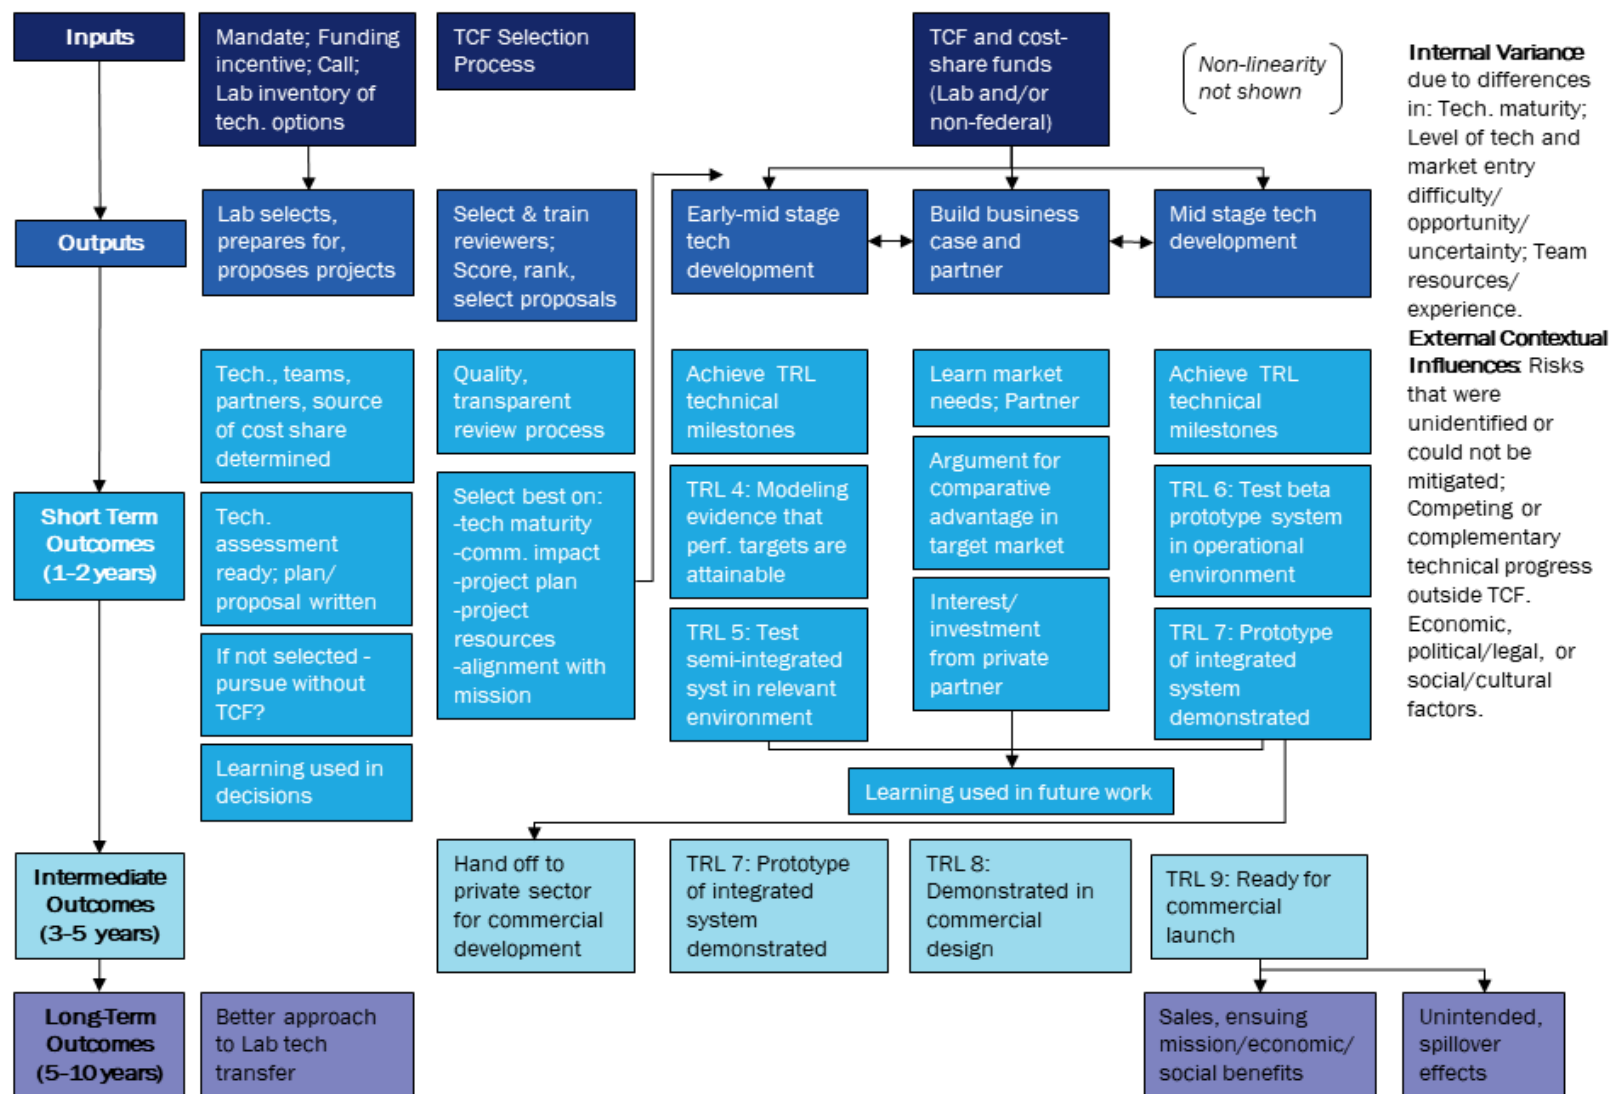 Inputs
Mandate; Funding
incentive; Call;
Lab inventory of
tech. options
TCF Selection
Process
TCF and cost-
share funds
(Lab and/or
non-federal)
Non-linearity
not shown
Internal Variance
due to differences
in: Tech. maturity;
Level of tech and
market entry
difficulty/
opportunity/
uncertainty; Team
resources/
experience.
External Contextual
Influences: Risks
that were
unidentified or
could not be
mitigated;
Competing or
complementary
technical progress
outside TCF.
Economic,
political/legal, or
social/cultural
factors.
Outputs
Lab selects,
prepares for,
proposes projects
Select & train
reviewers;
Score, rank,
select proposals
Early-mid stage
tech
development
Build business
case and
partner
Mid stage tech
development
Short Term
Outcomes
(1-2 years)
Tech., teams,
partners, source
of cost share
determined
Tech.
assessment
ready; plan/
proposal written
If not selected -
pursue without
TCF?
Learning used in
decisions
Quality,
transparent
review process
Select best on:
-tech maturity
-comm. impact
-project plan
-project
resources
-alignment with
mission
Achieve TRL
technical
milestones
TRL 4: Modeling
evidence that
perf. targets are
attainable
TRL 5: Test
semi-integrated
syst in relevant
environment
Learn market
needs; Partner
Argument for
comparative
advantage in
target market
Interest/
investment
from private
partner
Achieve TRL
technical
milestones
TRL 6: Test beta
prototype system
in operational
environment
TRL 7: Prototype
of integrated
system
demonstrated
Learning used in future work
Intermediate
Outcomes
(3-5 years)
Hand off to
private sector
for commercial
development
TRL 7: Prototype
of integrated
system
demonstrated
TRL 8:
Demonstrated in
commercial
design
TRL 9: Ready for
commercial
launch
Long-Term
Outcomes
(5-10 years)
Better approach
to Lab tech
transfer
Sales, ensuing
mission/economic/
social benefits
Unintended,
spillover
effects